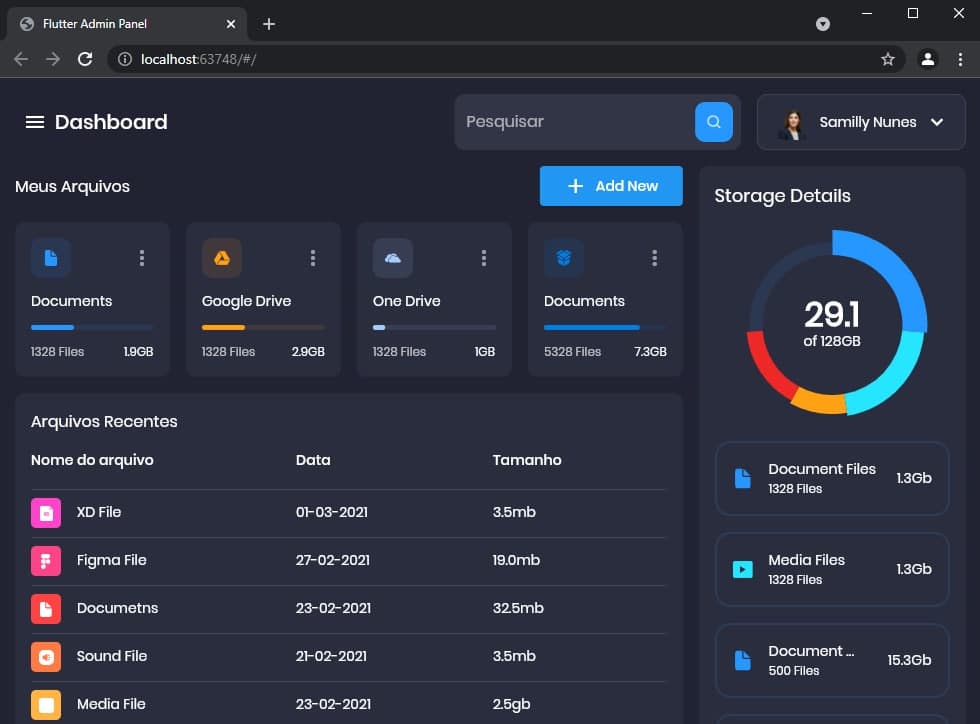 Flutter Admin Panel
localhost:63748/#/
Dashboard
Pesquisar
Samilly Nunes
Meus Arquivos
Add New
Documents
1328 Files 1.9GB
Google Drive
1328 Files 2.9GB
One Drive
1328 Files 1GB
Documents
5328 Files 7.3GB
Arquivos Recentes
Nome do arquivo Data Tamanho
XD File 01-03-2021 3.5mb
Figma File 27-02-2021 19.0mb
Documetns 23-02-2021 32.5mb
Sound File 21-02-2021 3.5mb
Media File 23-02-2021 2.5gb
Storage Details
29.1
of 128GB
Document Files
1328 Files
1.3Gb
Media Files
1328 Files
1.3Gb
Document ...
500 Files
15.3Gb